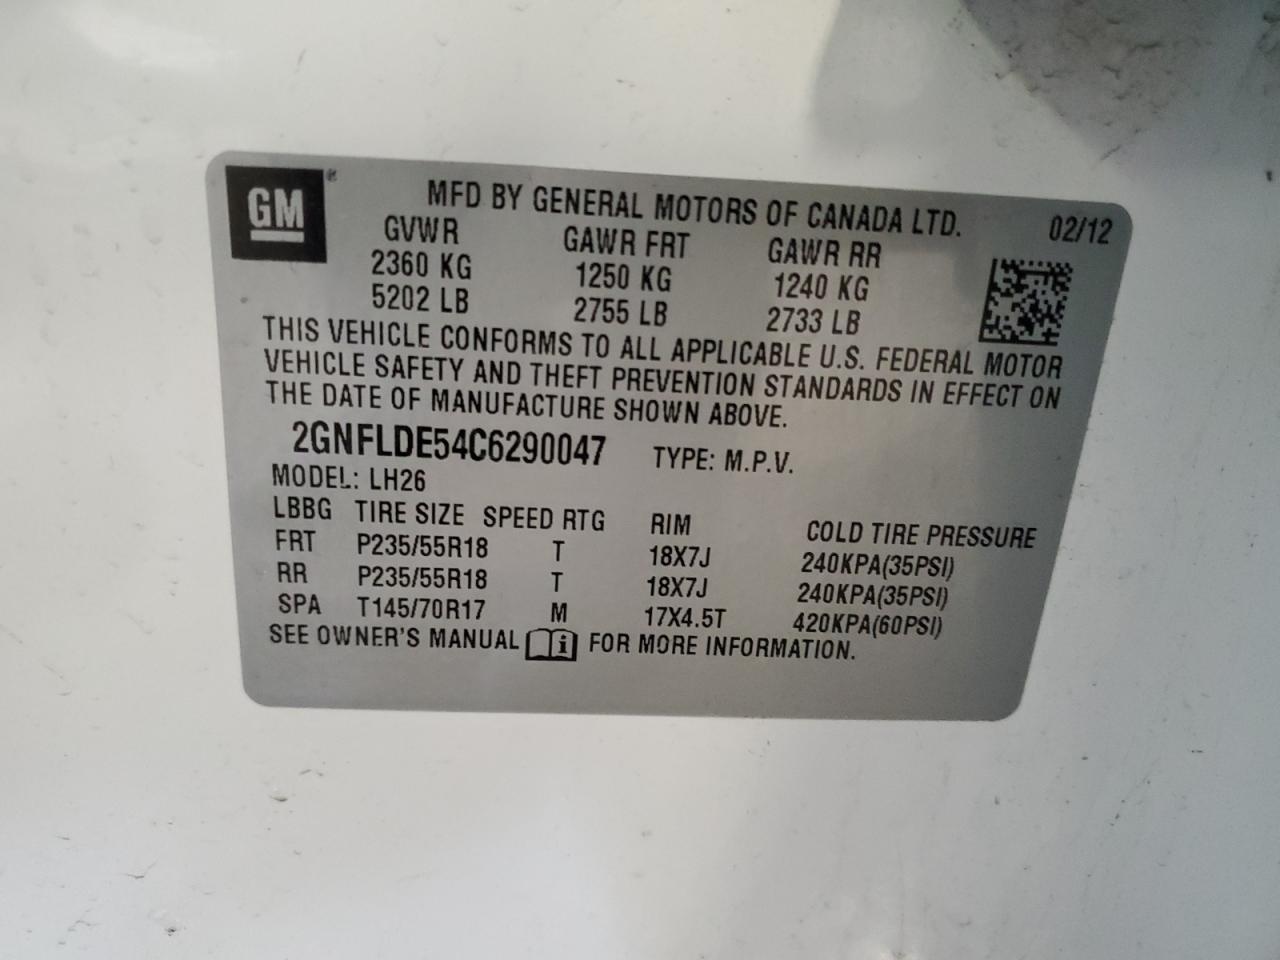 GM®
MFD BY GENERAL MOTORS OF CANADA LTD. 02/12
GVWR GAWR FRT GAWR RR
2360 KG 1250 KG 1240 KG
5202 LB 2755 LB 2733 LB
THIS VEHICLE CONFORMS TO ALL APPLICABLE U.S. FEDERAL MOTOR
VEHICLE SAFETY AND THEFT PREVENTION STANDARDS IN EFFECT ON
THE DATE OF MANUFACTURE SHOWN ABOVE.
2GNFLDE54C6290047 TYPE: M.P.V.
MODEL: LH26
LBBG TIRE SIZE SPEED RTG RIM COLD TIRE PRESSURE
FRT P235/55R18 T 18X7J 240KPA(35PSI)
RR P235/55R18 T 18X7J 240KPA(35PSI)
SPA T145/70R17 M 17X4.5T 420KPA(60PSI)
SEE OWNER'S MANUAL i FOR MORE INFORMATION.